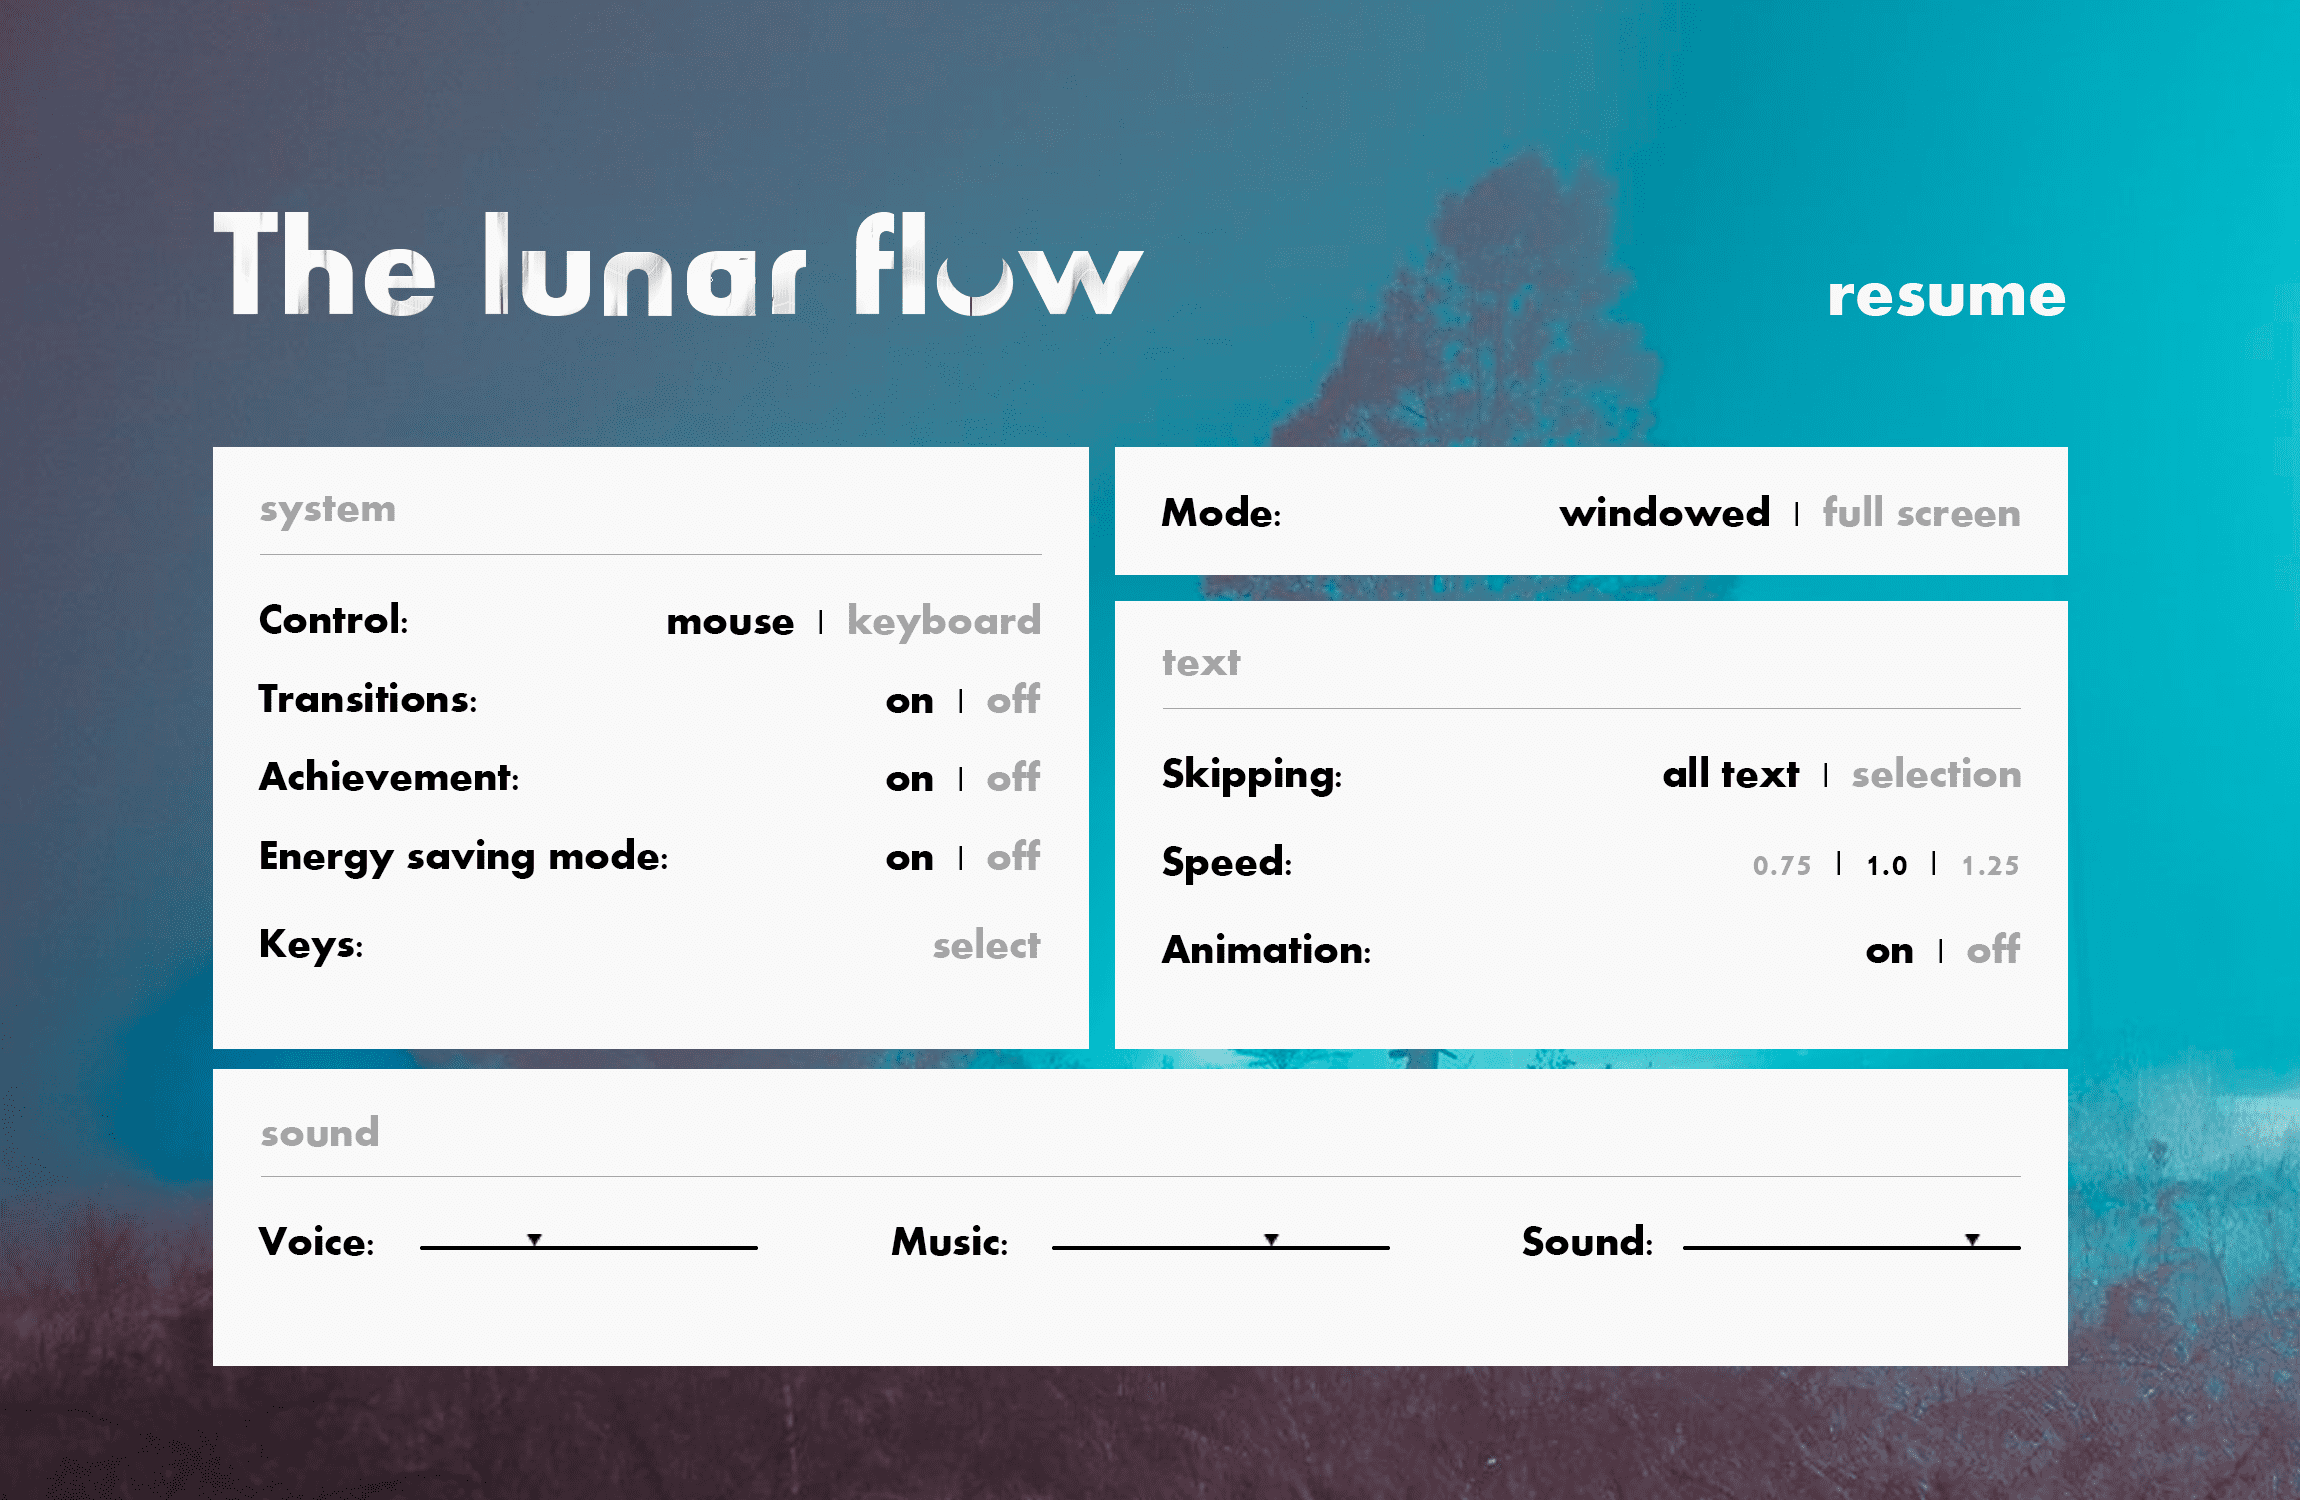 The lunar flow
resume
system
Control: mouse | keyboard
Transitions: on | off
Achievement: on | off
Energy saving mode: on | off
Keys: select
Mode: windowed | full screen
text
Skipping: all text | selection
Speed: 0.75 | 1.0 | 1.25
Animation: on | off
sound
Voice: Music: Sound: